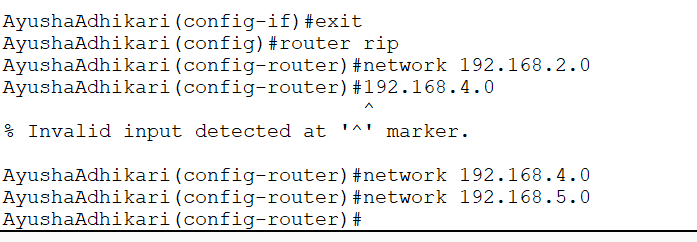 AyushaAdhikari(config-if)#exit
AyushaAdhikari(config)#router rip
AyushaAdhikari(config-router)#network 192.168.2.0
AyushaAdhikari(config-router)#192.168.4.0
^
% Invalid input detected at '^' marker.
AyushaAdhikari(config-router)#network 192.168.4.0
AyushaAdhikari(config-router)#network 192.168.5.0
AyushaAdhikari(config-router)#